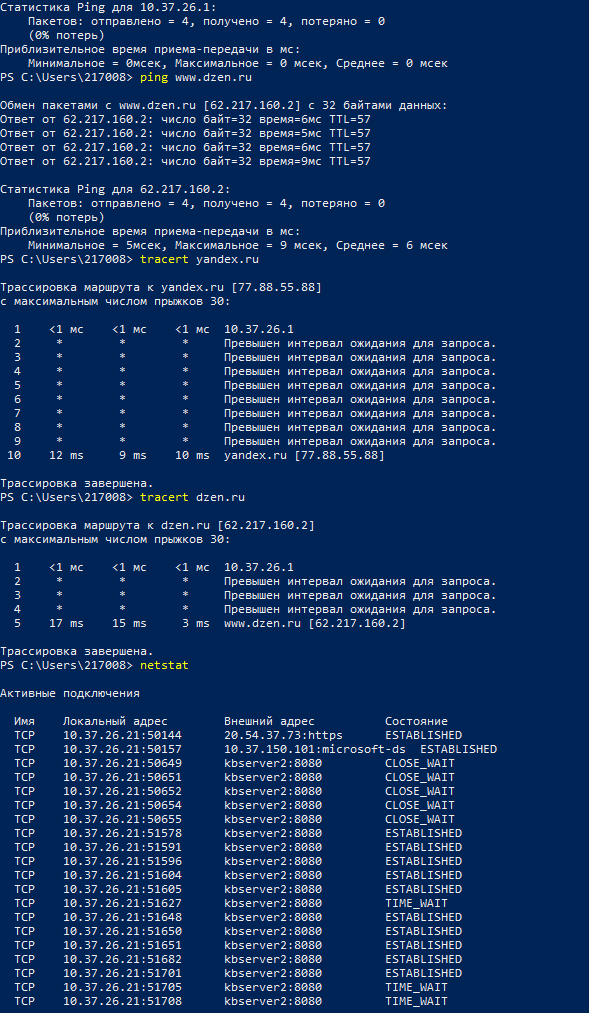 Статистика Ping для 10.37.26.1:
    Пакетов: отправлено = 4, получено = 4, потеряно = 0
    (0% потерь)
Приблизительное время приема-передачи в мс:
    Минимальное = 0мсек, Максимальное = 0 мсек, Среднее = 0 мсек
PS C:\Users\217008> ping www.dzen.ru

Обмен пакетами с www.dzen.ru [62.217.160.2] с 32 байтами данных:
Ответ от 62.217.160.2: число байт=32 время=6мс TTL=57
Ответ от 62.217.160.2: число байт=32 время=5мс TTL=57
Ответ от 62.217.160.2: число байт=32 время=6мс TTL=57
Ответ от 62.217.160.2: число байт=32 время=9мс TTL=57

Статистика Ping для 62.217.160.2:
    Пакетов: отправлено = 4, получено = 4, потеряно = 0
    (0% потерь)
Приблизительное время приема-передачи в мс:
    Минимальное = 5мсек, Максимальное = 9 мсек, Среднее = 6 мсек
PS C:\Users\217008> tracert yandex.ru

Трассировка маршрута к yandex.ru [77.88.55.88]
с максимальным числом прыжков 30:

  1    <1 мс    <1 мс    <1 мс  10.37.26.1
  2     *        *        *     Превышен интервал ожидания для запроса.
  3     *        *        *     Превышен интервал ожидания для запроса.
  4     *        *        *     Превышен интервал ожидания для запроса.
  5     *        *        *     Превышен интервал ожидания для запроса.
  6     *        *        *     Превышен интервал ожидания для запроса.
  7     *        *        *     Превышен интервал ожидания для запроса.
  8     *        *        *     Превышен интервал ожидания для запроса.
  9     *        *        *     Превышен интервал ожидания для запроса.
 10    12 ms     9 ms    10 ms  yandex.ru [77.88.55.88]

Трассировка завершена.
PS C:\Users\217008> tracert dzen.ru

Трассировка маршрута к dzen.ru [62.217.160.2]
с максимальным числом прыжков 30:

  1    <1 мс    <1 мс    <1 мс  10.37.26.1
  2     *        *        *     Превышен интервал ожидания для запроса.
  3     *        *        *     Превышен интервал ожидания для запроса.
  4     *        *        *     Превышен интервал ожидания для запроса.
  5    17 ms    15 ms     3 ms  www.dzen.ru [62.217.160.2]

Трассировка завершена.
PS C:\Users\217008> netstat

Активные подключения

  Имя    Локальный адрес        Внешний адрес          Состояние
  TCP    10.37.26.21:50144      20.54.37.73:https      ESTABLISHED
  TCP    10.37.26.21:50157      10.37.150.101:microsoft-ds  ESTABLISHED
  TCP    10.37.26.21:50649      kbserver2:8080         CLOSE_WAIT
  TCP    10.37.26.21:50651      kbserver2:8080         CLOSE_WAIT
  TCP    10.37.26.21:50652      kbserver2:8080         CLOSE_WAIT
  TCP    10.37.26.21:50654      kbserver2:8080         CLOSE_WAIT
  TCP    10.37.26.21:50655      kbserver2:8080         CLOSE_WAIT
  TCP    10.37.26.21:51578      kbserver2:8080         ESTABLISHED
  TCP    10.37.26.21:51591      kbserver2:8080         ESTABLISHED
  TCP    10.37.26.21:51596      kbserver2:8080         ESTABLISHED
  TCP    10.37.26.21:51604      kbserver2:8080         ESTABLISHED
  TCP    10.37.26.21:51605      kbserver2:8080         ESTABLISHED
  TCP    10.37.26.21:51627      kbserver2:8080         TIME_WAIT
  TCP    10.37.26.21:51648      kbserver2:8080         ESTABLISHED
  TCP    10.37.26.21:51650      kbserver2:8080         ESTABLISHED
  TCP    10.37.26.21:51651      kbserver2:8080         ESTABLISHED
  TCP    10.37.26.21:51682      kbserver2:8080         ESTABLISHED
  TCP    10.37.26.21:51701      kbserver2:8080         ESTABLISHED
  TCP    10.37.26.21:51705      kbserver2:8080         TIME_WAIT
  TCP    10.37.26.21:51708      kbserver2:8080         TIME_WAIT